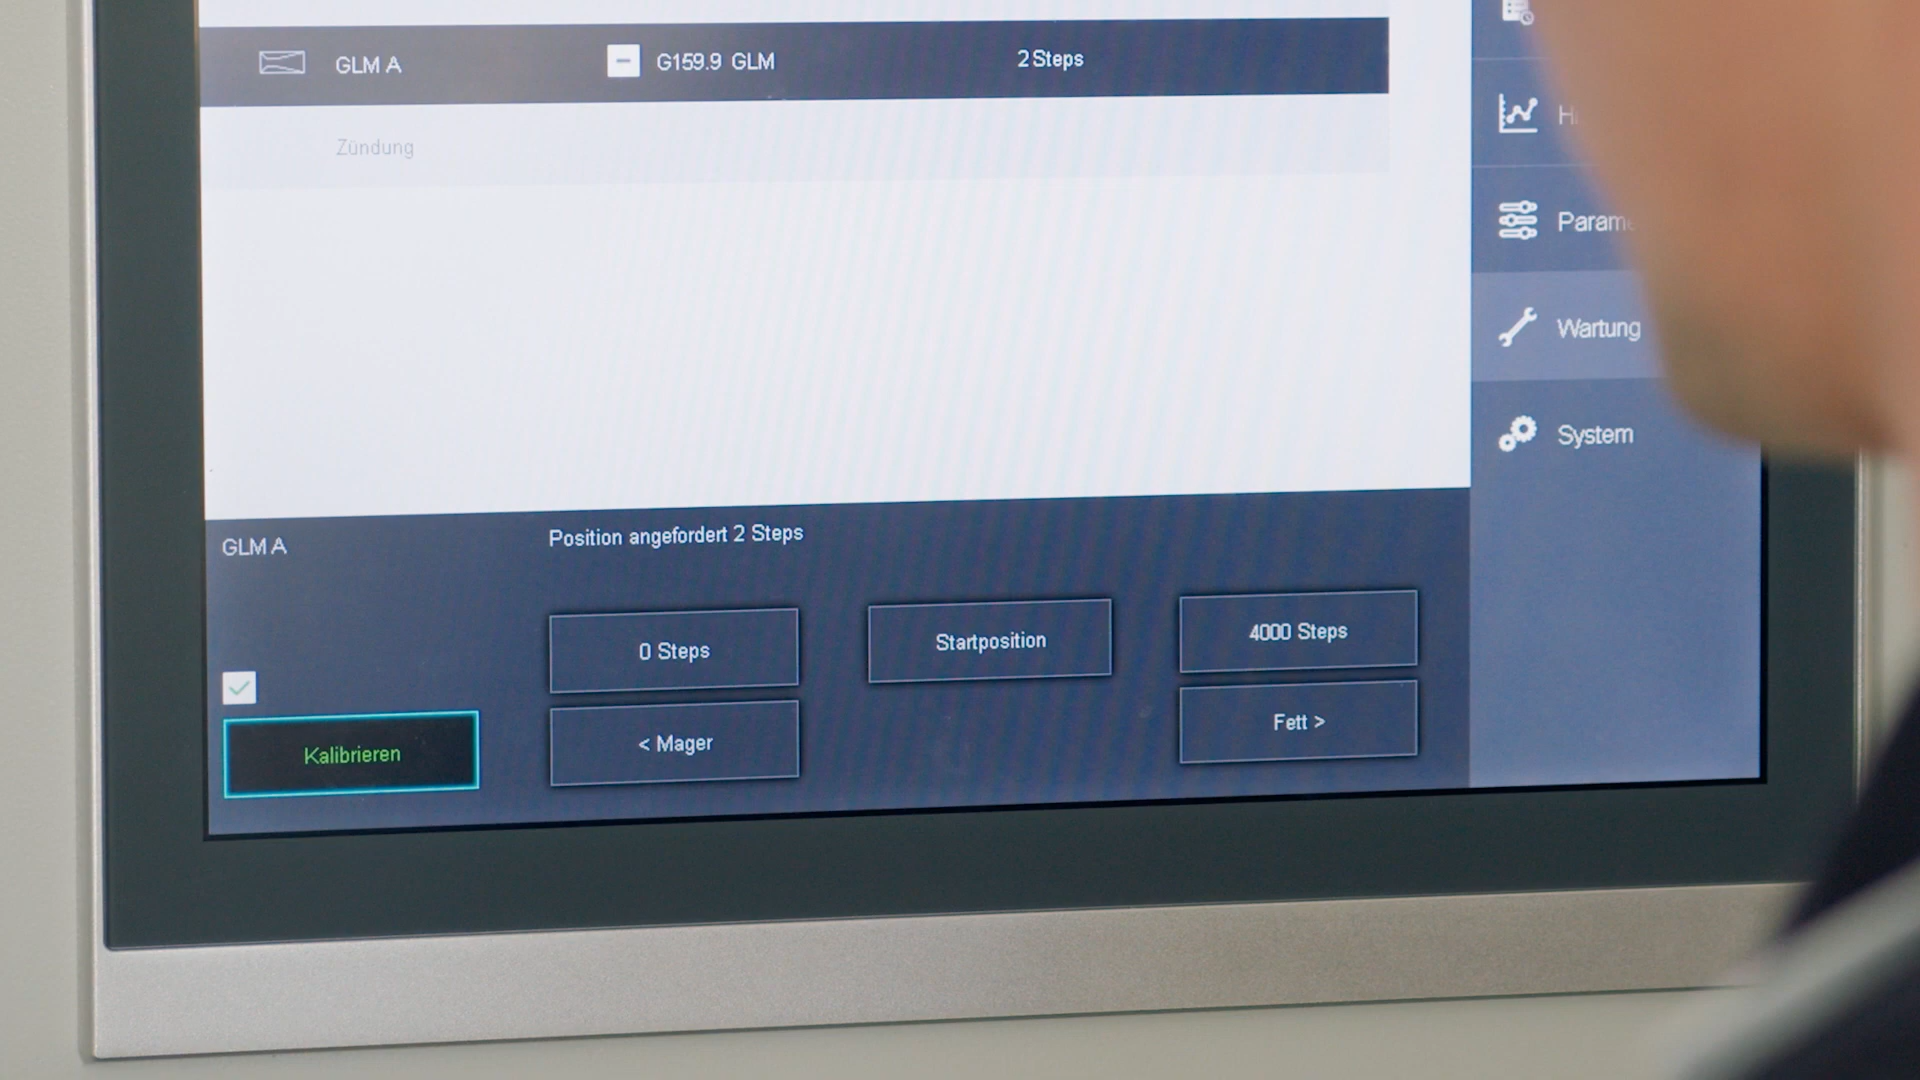 GLM A G159.9 GLM 2 Steps
Zündung
Wartung
System
GLM A
Position angefordert 2 Steps
0 Steps Startposition 4000 Steps
Kalibrieren < Mager Fett >